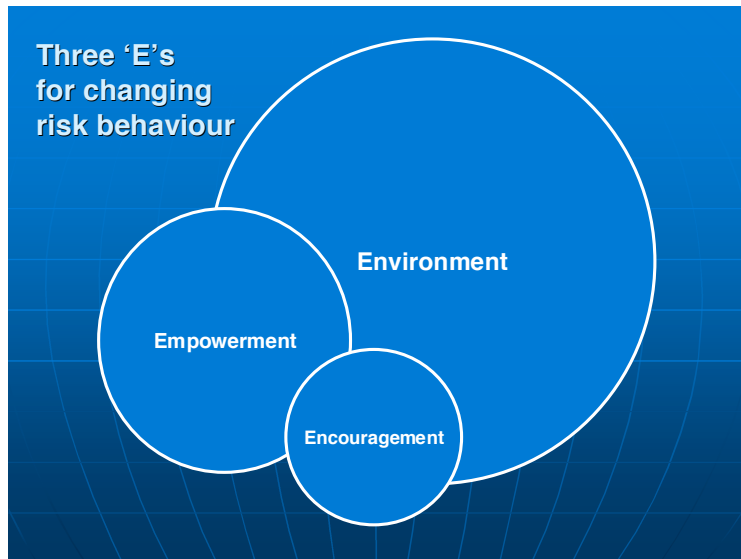 Three ‘E’s
for changing
risk behaviour
Environment
Empowerment
Encouragement